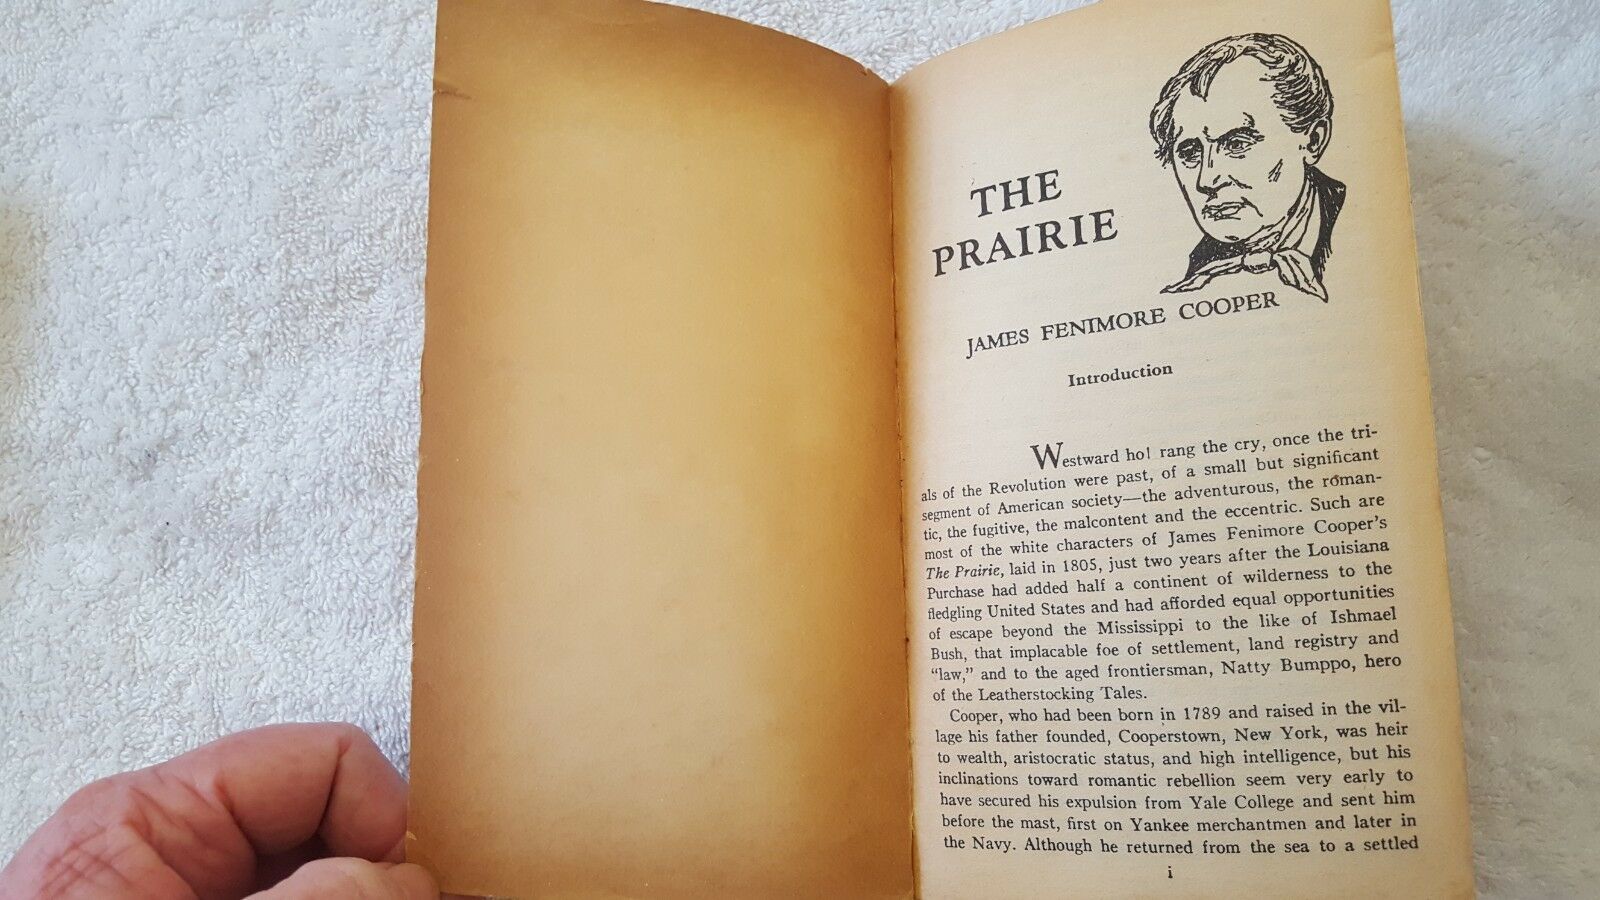 THE
PRAIRIE
JAMES FENIMORE COOPER
Introduction
Westward ho! rang the cry, once the tri-
als of the Revolution were past, of a small but significant
segment of American society—the adventurous, the roman-
tic, the fugitive, the malcontent and the eccentric. Such are
most of the white characters of James Fenimore Cooper's
The Prairie, laid in 1805, just two years after the Louisiana
Purchase had added half a continent of wilderness to the
fledgling United States and had afforded equal opportunities
of escape beyond the Mississippi to the like of Ishmael
Bush, that implacable foe of settlement, land registry and
"law," and to the aged frontiersman, Natty Bumppo, hero
of the Leatherstocking Tales.
Cooper, who had been born in 1789 and raised in the vil-
lage his father founded, Cooperstown, New York, was heir
to wealth, aristocratic status, and high intelligence, but his
inclinations toward romantic rebellion seem very early to
have secured his expulsion from Yale College and sent him
before the mast, first on Yankee merchantmen and later in
the Navy. Although he returned from the sea to a settled
i